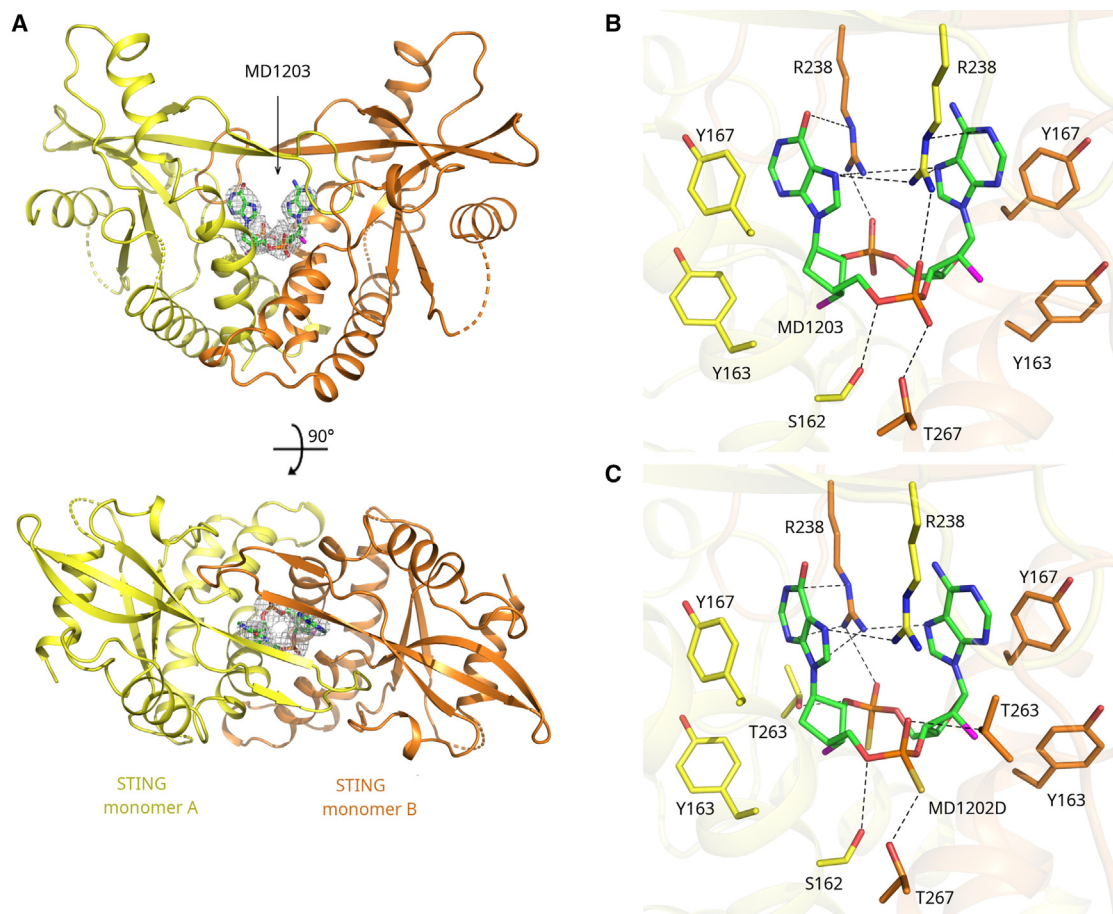 A
MD1203
90°
STING
monomer A
STING
monomer B
B
R238
R238
Y167
Y167
MD1203
Y163
Y163
S162
T267
C
R238
R238
Y167
Y167
T263
T263
Y163
Y163
MD1202D
S162
T267